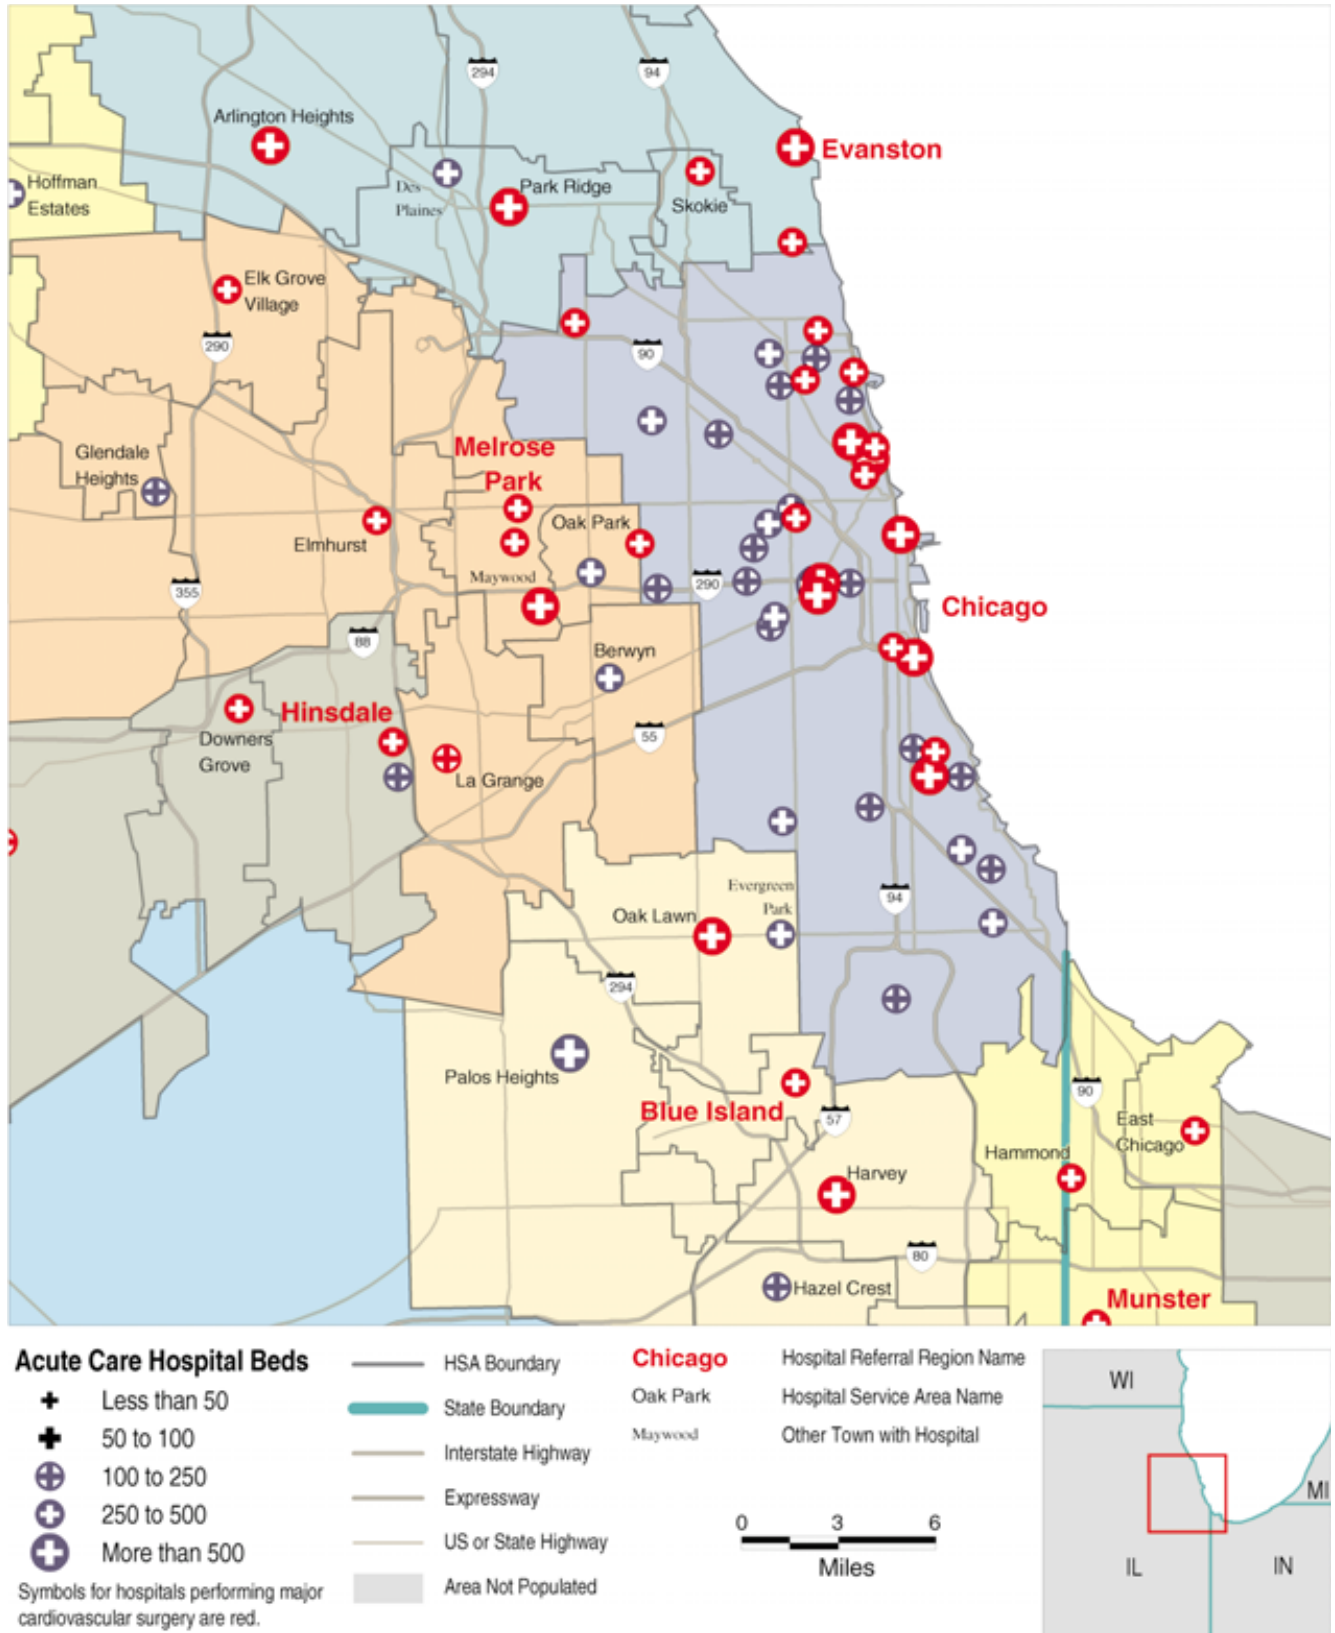 294
94
Arlington Heights
Evanston
Hoffman
Estates
Des
Plaines
Park Ridge
Skokie
Elk Grove
Village
290
90
Glendale
Heights
Melrose
Park
Elmhurst
Oak Park
Maywood
355
290
Chicago
88
Berwyn
Hinsdale
Downers
Grove
55
La Grange
Evergreen
Park
94
Oak Lawn
294
Palos Heights
Blue Island
57
90
East
Chicago
Hammond
Harvey
80
Hazel Crest
Munster
Acute Care Hospital Beds
Less than 50
50 to 100
100 to 250
250 to 500
More than 500
Symbols for hospitals performing major
cardiovascular surgery are red.
HSA Boundary
State Boundary
Interstate Highway
Expressway
US or State Highway
Area Not Populated
Chicago Hospital Referral Region Name
Oak Park Hospital Service Area Name
Maywood Other Town with Hospital
0 3 6
Miles
WI
MI
IL
IN